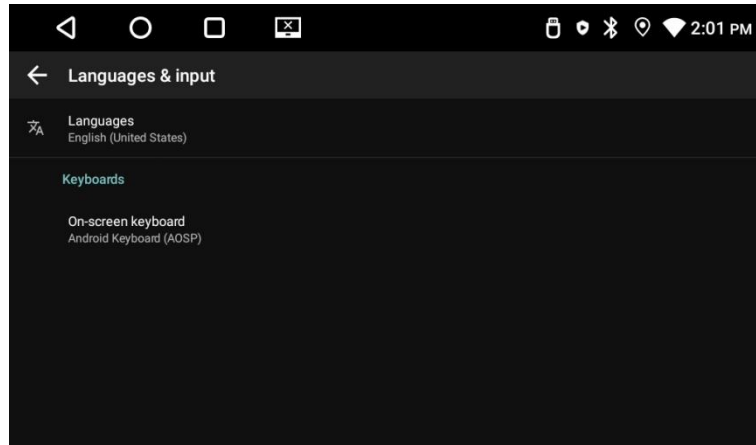 2:01 PM
Languages & input
Languages
English (United States)
Keyboards
On-screen keyboard
Android Keyboard (AOSP)